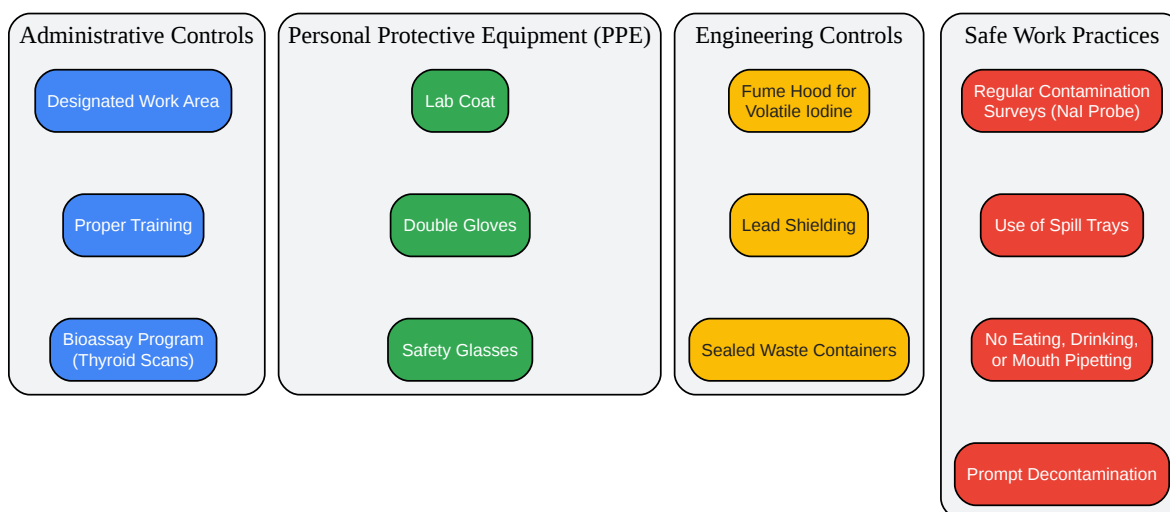 Administrative Controls
Designated Work Area
Proper Training
Bioassay Program
(Thyroid Scans)
Personal Protective Equipment (PPE)
Lab Coat
Double Gloves
Safety Glasses
Engineering Controls
Fume Hood for
Volatile Iodine
Lead Shielding
Sealed Waste Containers
Safe Work Practices
Regular Contamination
Surveys (NaI Probe)
Use of Spill Trays
No Eating, Drinking,
or Mouth Pipetting
Prompt Decontamination